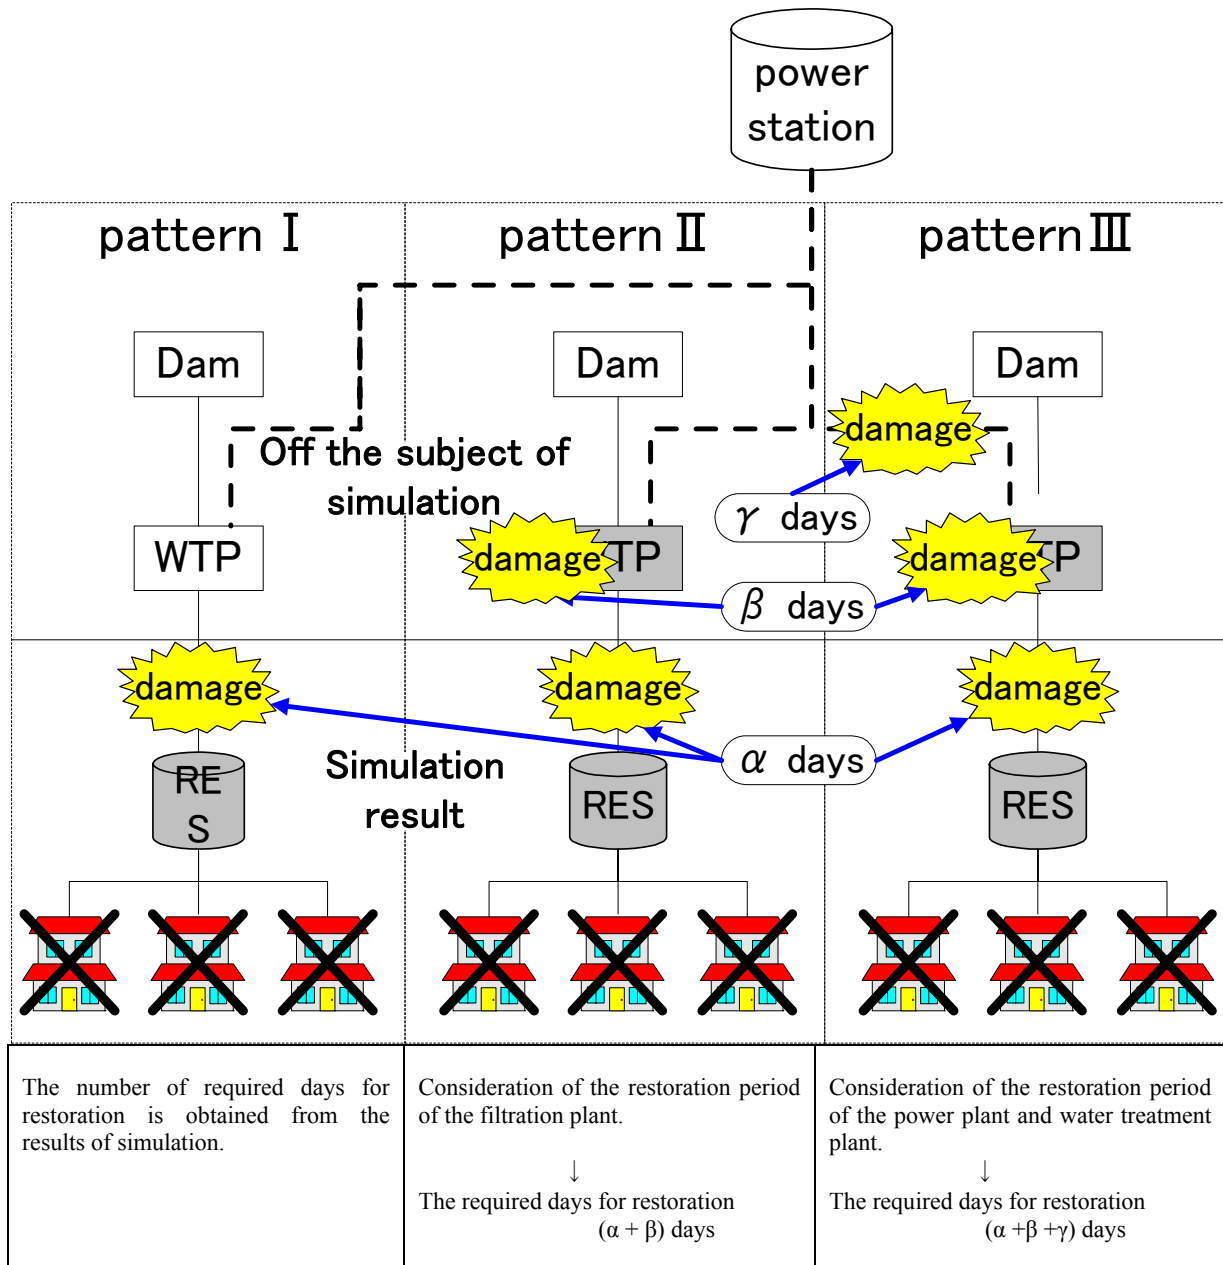 power
station
pattern Ⅰ
pattern Ⅱ
pattern Ⅲ
Dam
Dam
Dam
damage
Off the subject of
simulation
γ days
WTP
damage
TP
damage
P
β days
damage
damage
damage
α days
Simulation
result
RE
S
RES
RES
The number of required days for
restoration is obtained from the
results of simulation.
Consideration of the restoration period
of the filtration plant.
↓
The required days for restoration
(α + β) days
Consideration of the restoration period
of the power plant and water treatment
plant.
↓
The required days for restoration
(α +β +γ) days